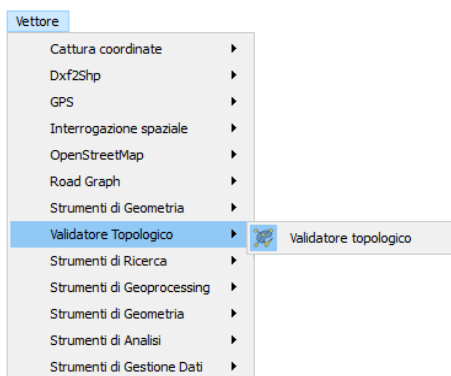 Vettore
Cattura coordinate
Dxf2Shp
GPS
Interrogazione spaziale
OpenStreetMap
Road Graph
Strumenti di Geometria
Validatore Topologico
Validatore topologico
Strumenti di Ricerca
Strumenti di Geoprocessing
Strumenti di Geometria
Strumenti di Analisi
Strumenti di Gestione Dati